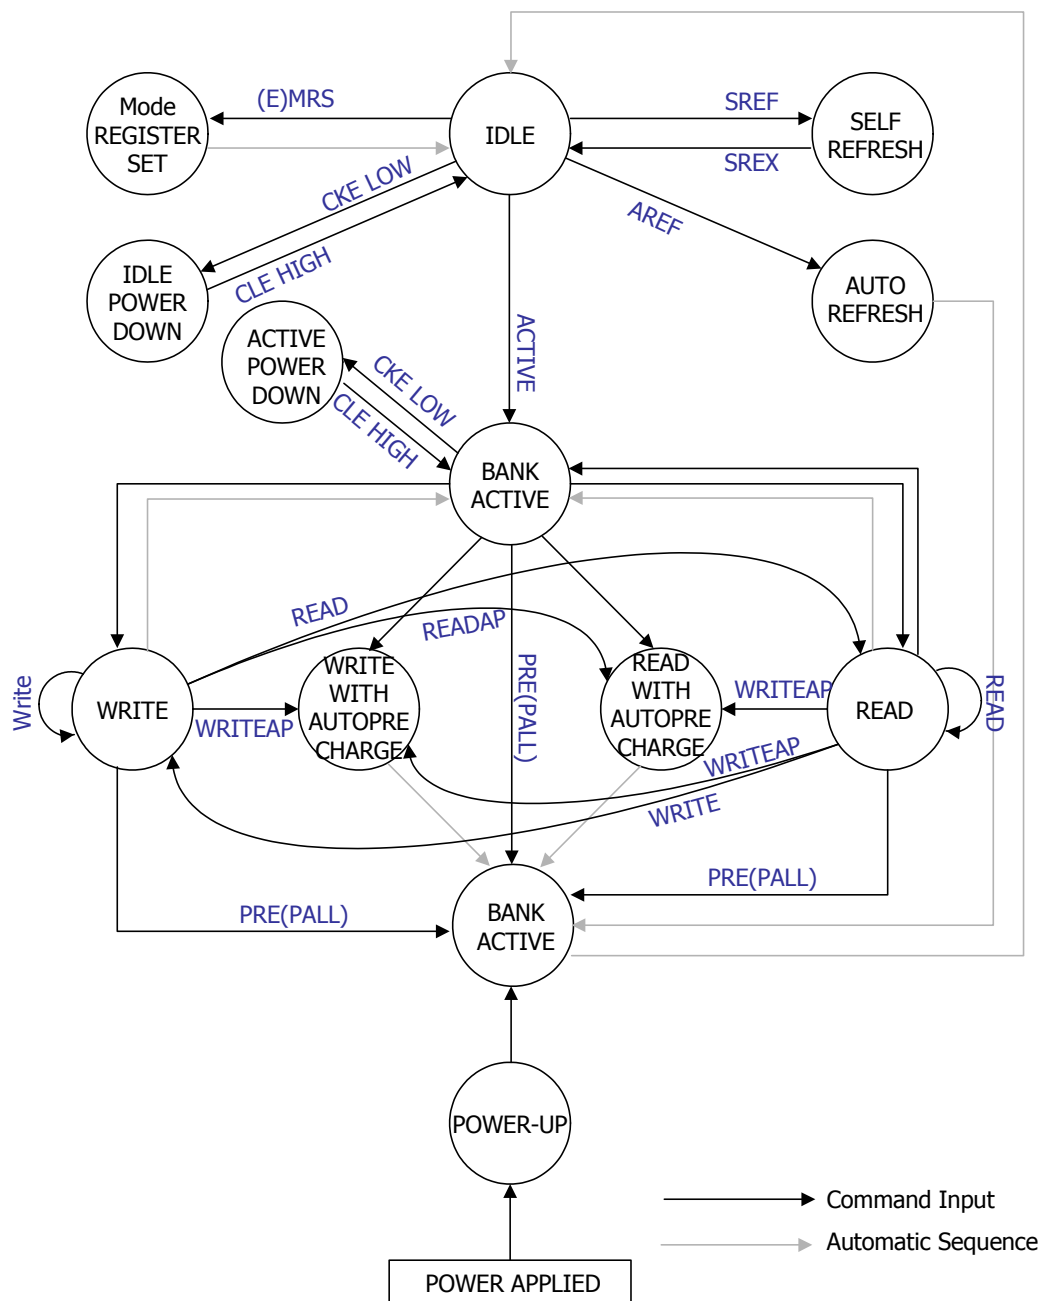 (E)MRS
SREF
Mode
REGISTER
SET
IDLE
SELF
REFRESH
SREX
CKE LOW
AREF
CLE HIGH
IDLE
POWER
DOWN
AUTO
REFRESH
ACTIVE
POWER
DOWN
CKE LOW
CLE HIGH
ACTIVE
BANK
ACTIVE
READ
READAP
WRITE
WITH
AUTOPRE
CHARGE
PRE(PALL)
READ
WITH
AUTOPRE
CHARGE
Write
WRITE
WRITEAP
WRITEAP
READ
READ
WRITEAP
WRITE
PRE(PALL)
PRE(PALL)
BANK
ACTIVE
POWER-UP
Command Input
Automatic Sequence
POWER APPLIED